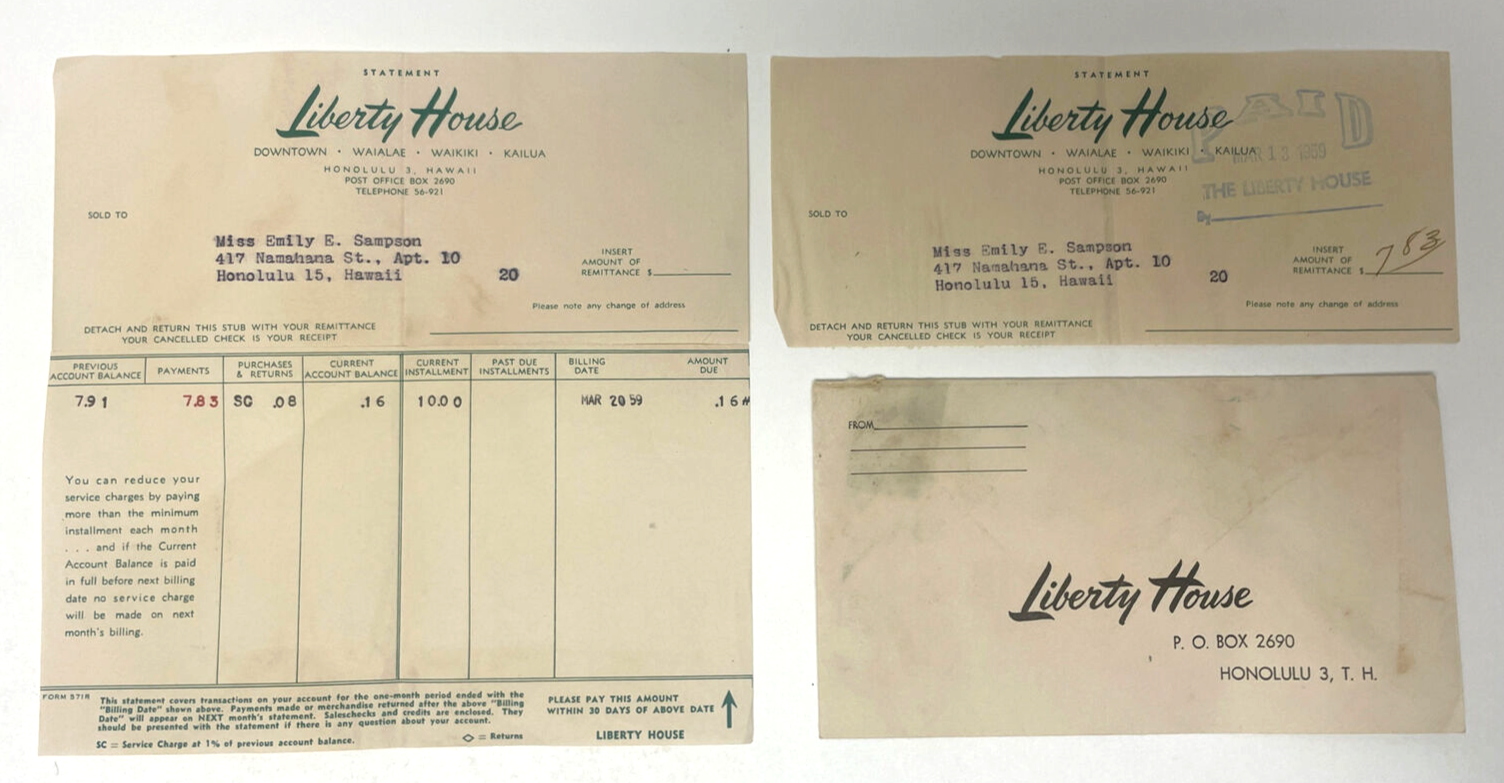 STATEMENT
Liberty House
DOWNTOWN • WAIALAE • WAIKIKI • KAILUA
HONOLULU 3, HAWAII
POST OFFICE BOX 2690
TELEPHONE 56-921
SOLD TO
Miss Emily E. Sampson
417 Namahana St., Apt. 10
Honolulu 15, Hawaii 20
INSERT
AMOUNT OF
REMITTANCE $
Please note any change of address
DETACH AND RETURN THIS STUB WITH YOUR REMITTANCE
YOUR CANCELLED CHECK IS YOUR RECEIPT
PREVIOUS ACCOUNT BALANCE PAYMENTS PURCHASES & RETURNS CURRENT ACCOUNT BALANCE CURRENT INSTALLMENT PAST DUE INSTALLMENTS BILLING DATE AMOUNT DUE
7.91 7.83 SC .08 .16 10.00 MAR 20 59 .16
You can reduce your
service charges by paying
more than the minimum
installment each month
. . . and if the Current
Account Balance is paid
in full before next billing
date no service charge
will be made on next
month's billing.
FORM 571R
This statement covers transactions on your account for the one-month period ended with the
"Billing Date" shown above. Payments made or merchandise returned after the above "Billing
Date" will appear on NEXT month's statement. Saleschecks and credits are enclosed. They
should be presented with the statement if there is any question about your account.
SC = Service Charge at 1% of previous account balance.
◇ = Returns
PLEASE PAY THIS AMOUNT
WITHIN 30 DAYS OF ABOVE DATE
LIBERTY HOUSE
STATEMENT
Liberty House
DOWNTOWN • WAIALAE • WAIKIKI • KAILUA
HONOLULU 3, HAWAII
POST OFFICE BOX 2690
TELEPHONE 56-921
PAID
MAR 13 1959
THE LIBERTY HOUSE
By
SOLD TO
Miss Emily E. Sampson
417 Namahana St., Apt. 10
Honolulu 15, Hawaii 20
INSERT
AMOUNT OF
REMITTANCE $ 7 83
Please note any change of address
DETACH AND RETURN THIS STUB WITH YOUR REMITTANCE
YOUR CANCELLED CHECK IS YOUR RECEIPT
FROM
Liberty House
P. O. BOX 2690
HONOLULU 3, T. H.